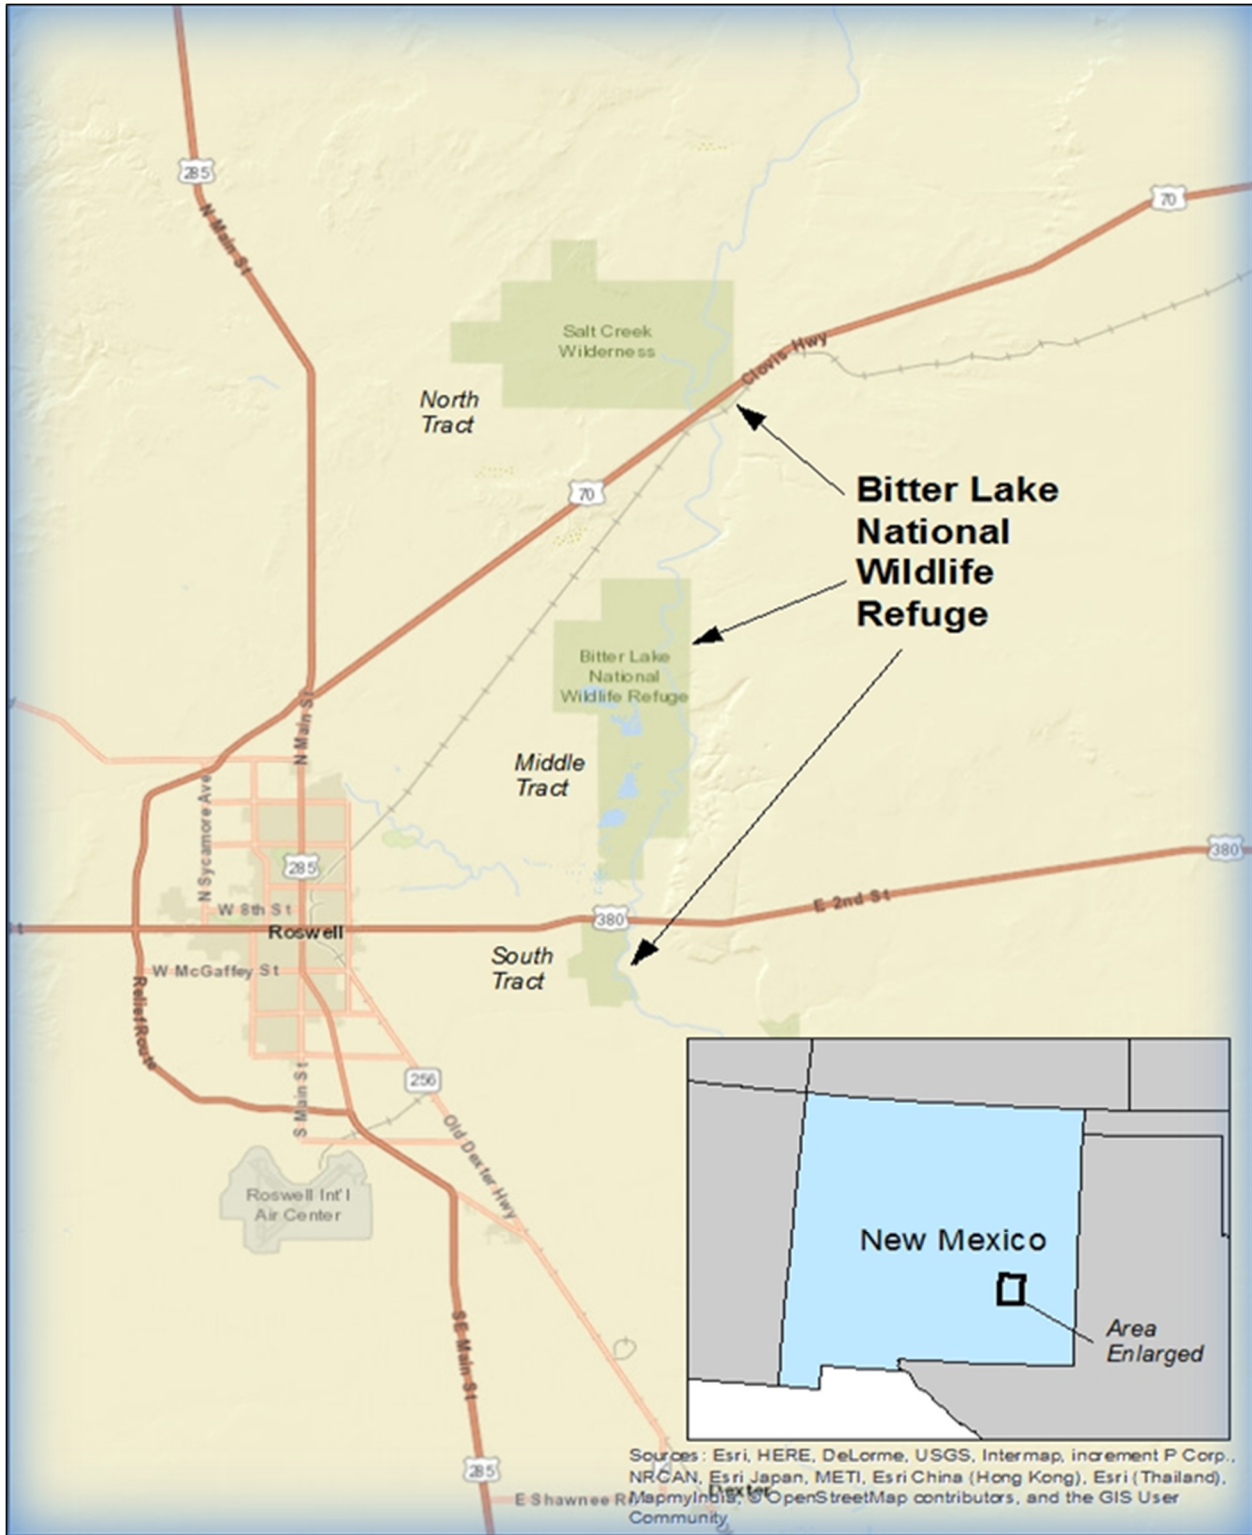 285
N Main St
70
Salt Creek
Wilderness
Clovis Hwy
North
Tract
70
Bitter Lake
National
Wildlife
Refuge
Bitter Lake
National
Wildlife Refuge
N Main St
Middle
Tract
N Sycamore Ave
285
380
W 8th St
E 2nd St
380
t
Roswell
South
Tract
W McGaffey St
Relief Route
256
S Main St
Old Dexter Hwy
Roswell Int'l
Air Center
New Mexico
Area
Enlarged
SE Main St
285
E Shawnee R
Dexter
Sources: Esri, HERE, DeLorme, USGS, Intermap, increment P Corp.,
NRCAN, Esri Japan, METI, Esri China (Hong Kong), Esri (Thailand),
MapmyIndia, © OpenStreetMap contributors, and the GIS User
Community